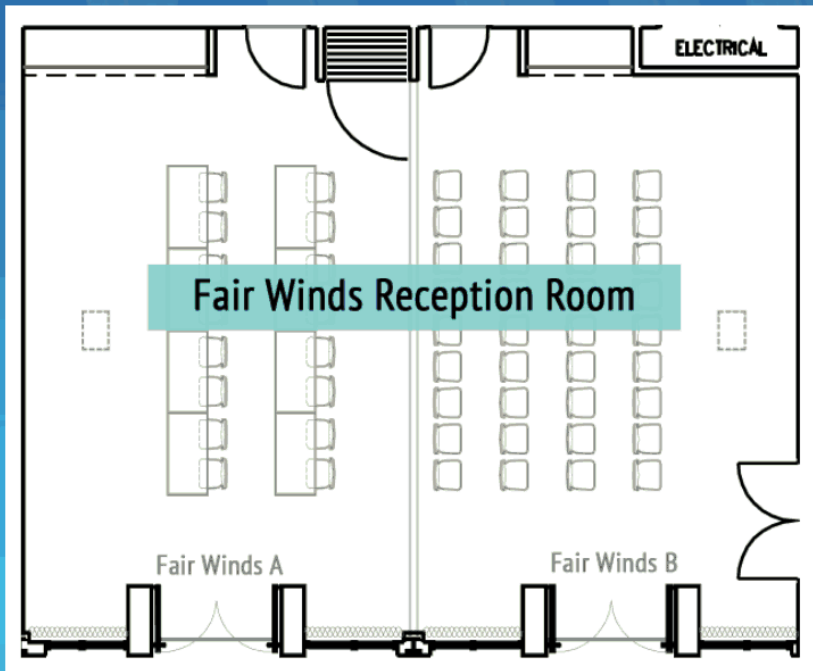 ELECTRICAL
Fair Winds Reception Room
Fair Winds A
Fair Winds B